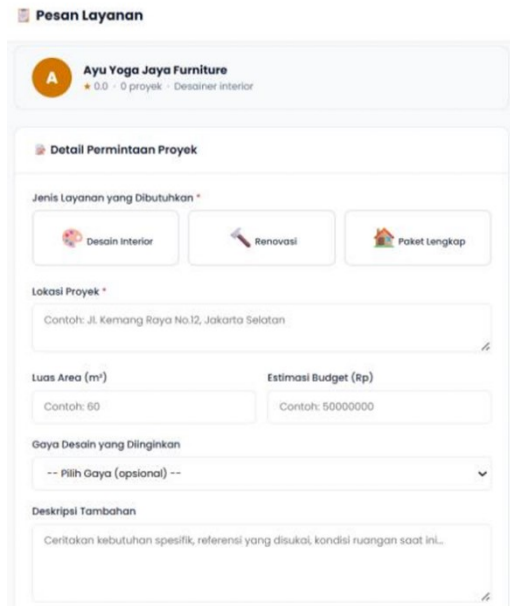 Pesan Layanan
A
Ayu Yoga Jaya Furniture
★ 0.0 · 0 proyek · Desainer interior
Detail Permintaan Proyek
Jenis Layanan yang Dibutuhkan *
Desain Interior
Renovasi
Paket Lengkap
Lokasi Proyek *
Contoh: Jl. Kemang Raya No.12, Jakarta Selatan
Luas Area (m²)
Estimasi Budget (Rp)
Contoh: 60
Contoh: 50000000
Gaya Desain yang Diinginkan
-- Pilih Gaya (opsional) --
Deskripsi Tambahan
Ceritakan kebutuhan spesifik, referensi yang disukai, kondisi ruangan saat ini...